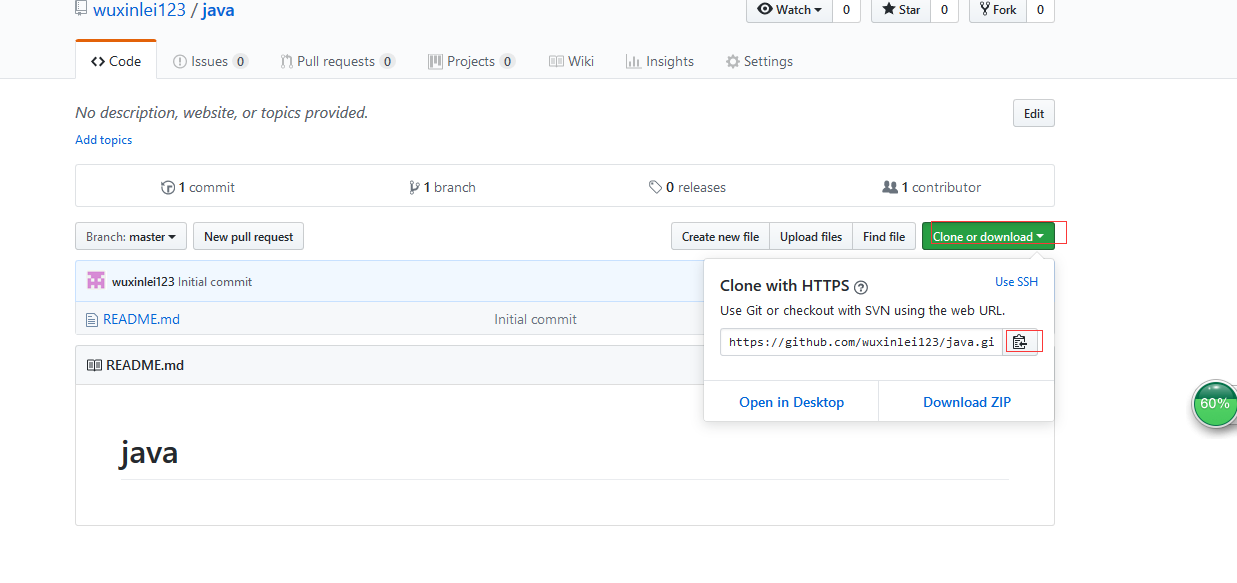 wuxinlei123 / java
Watch 0 Star 0 Fork 0
Code Issues 0 Pull requests 0 Projects 0 Wiki Insights Settings
No description, website, or topics provided. Edit
Add topics
1 commit 1 branch 0 releases 1 contributor
Branch: master New pull request Create new file Upload files Find file Clone or download
wuxinlei123 Initial commit
README.md Initial commit
Clone with HTTPS Use SSH
Use Git or checkout with SVN using the web URL.
https://github.com/wuxinlei123/java.gi
Open in Desktop Download ZIP
README.md
java
60%